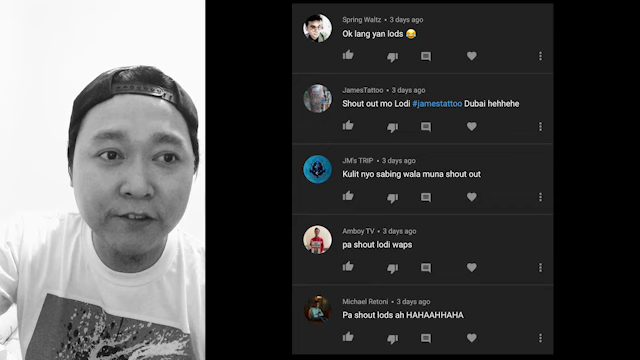 Spring Waltz • 3 days ago
Ok lang yan lods 😂
JamesTattoo • 3 days ago
Shout out mo Lodi #jamestattoo Dubai hehhehe
JM's TRIP • 3 days ago
Kulit nyo sabing wala muna shout out
Amboy TV • 3 days ago
pa shout lodi waps
Michael Retoni • 3 days ago
Pa shout lods ah HAHAAHHAHA